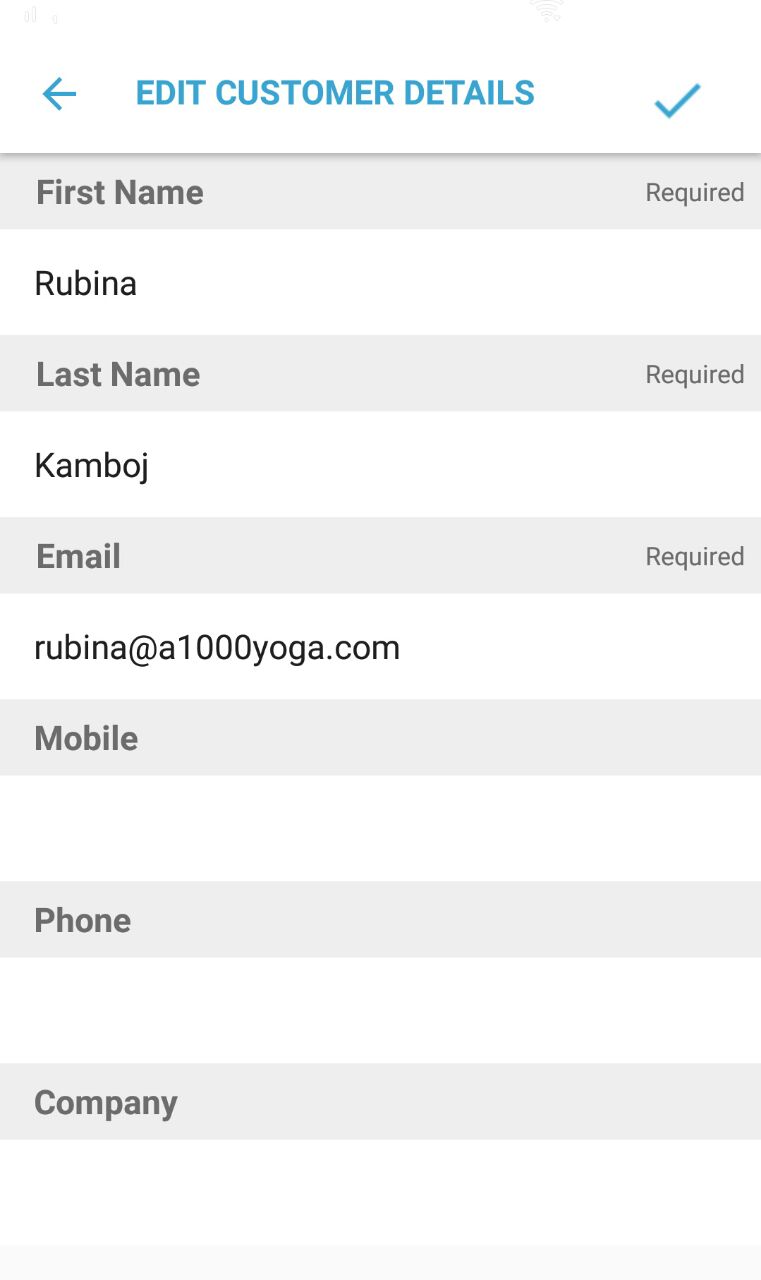 EDIT CUSTOMER DETAILS
First Name Required
Rubina
Last Name Required
Kamboj
Email Required
rubina@a1000yoga.com
Mobile
Phone
Company